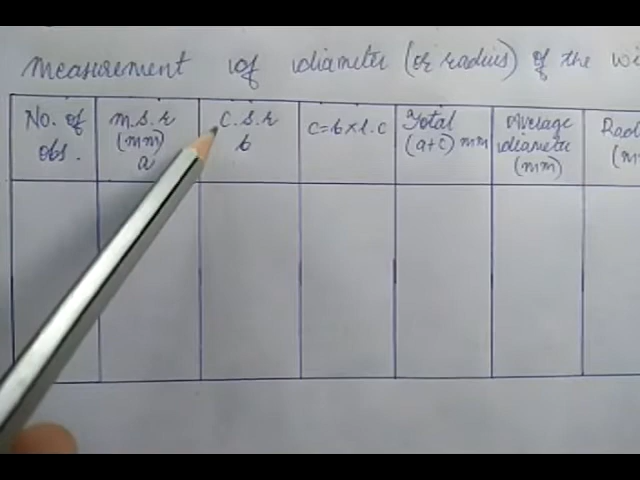 Measurement of diameter (or radius) of the wi
No. of
obs.
m.s.r
(mm)
a
c.s.r
b
c=b×l.c
Total
(a+c) mm
Average
diameter
(mm)
Radi
(m